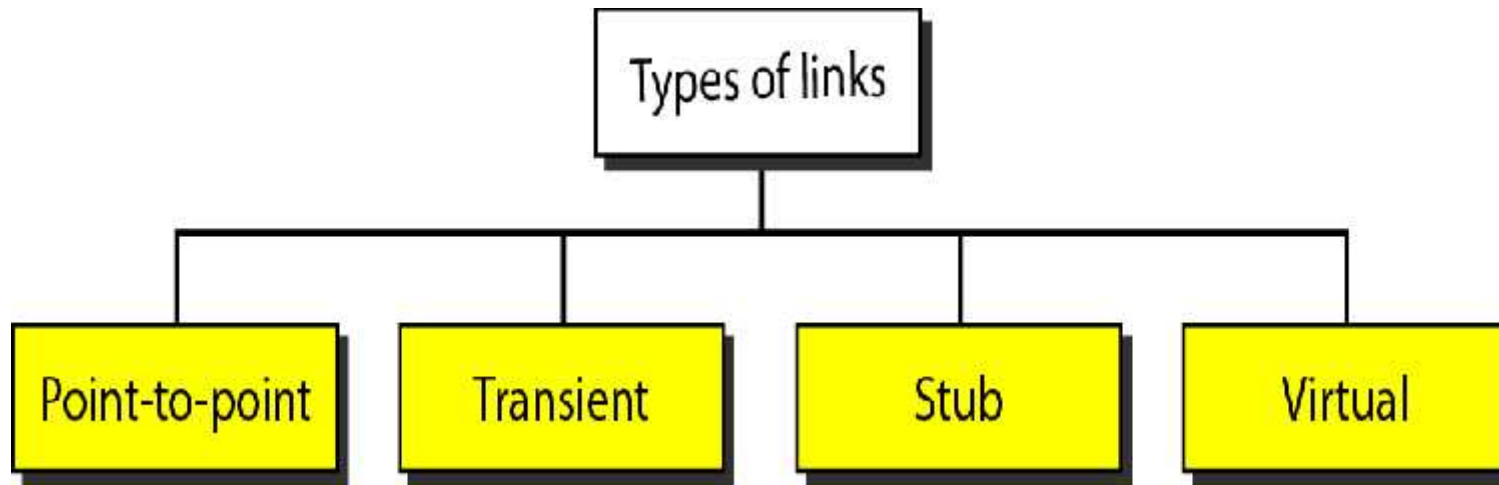 Types of links
Point-to-point
Transient
Stub
Virtual